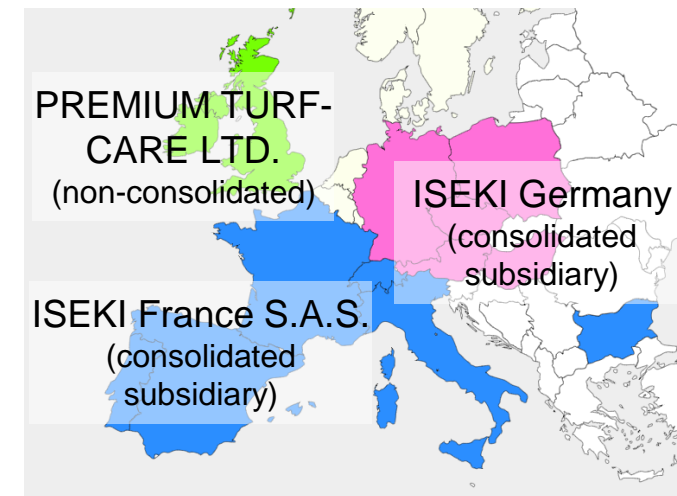 PREMIUM TURF-
CARE LTD.
(non-consolidated)
ISEKI Germany
(consolidated
subsidiary)
ISEKI France S.A.S.
(consolidated
subsidiary)